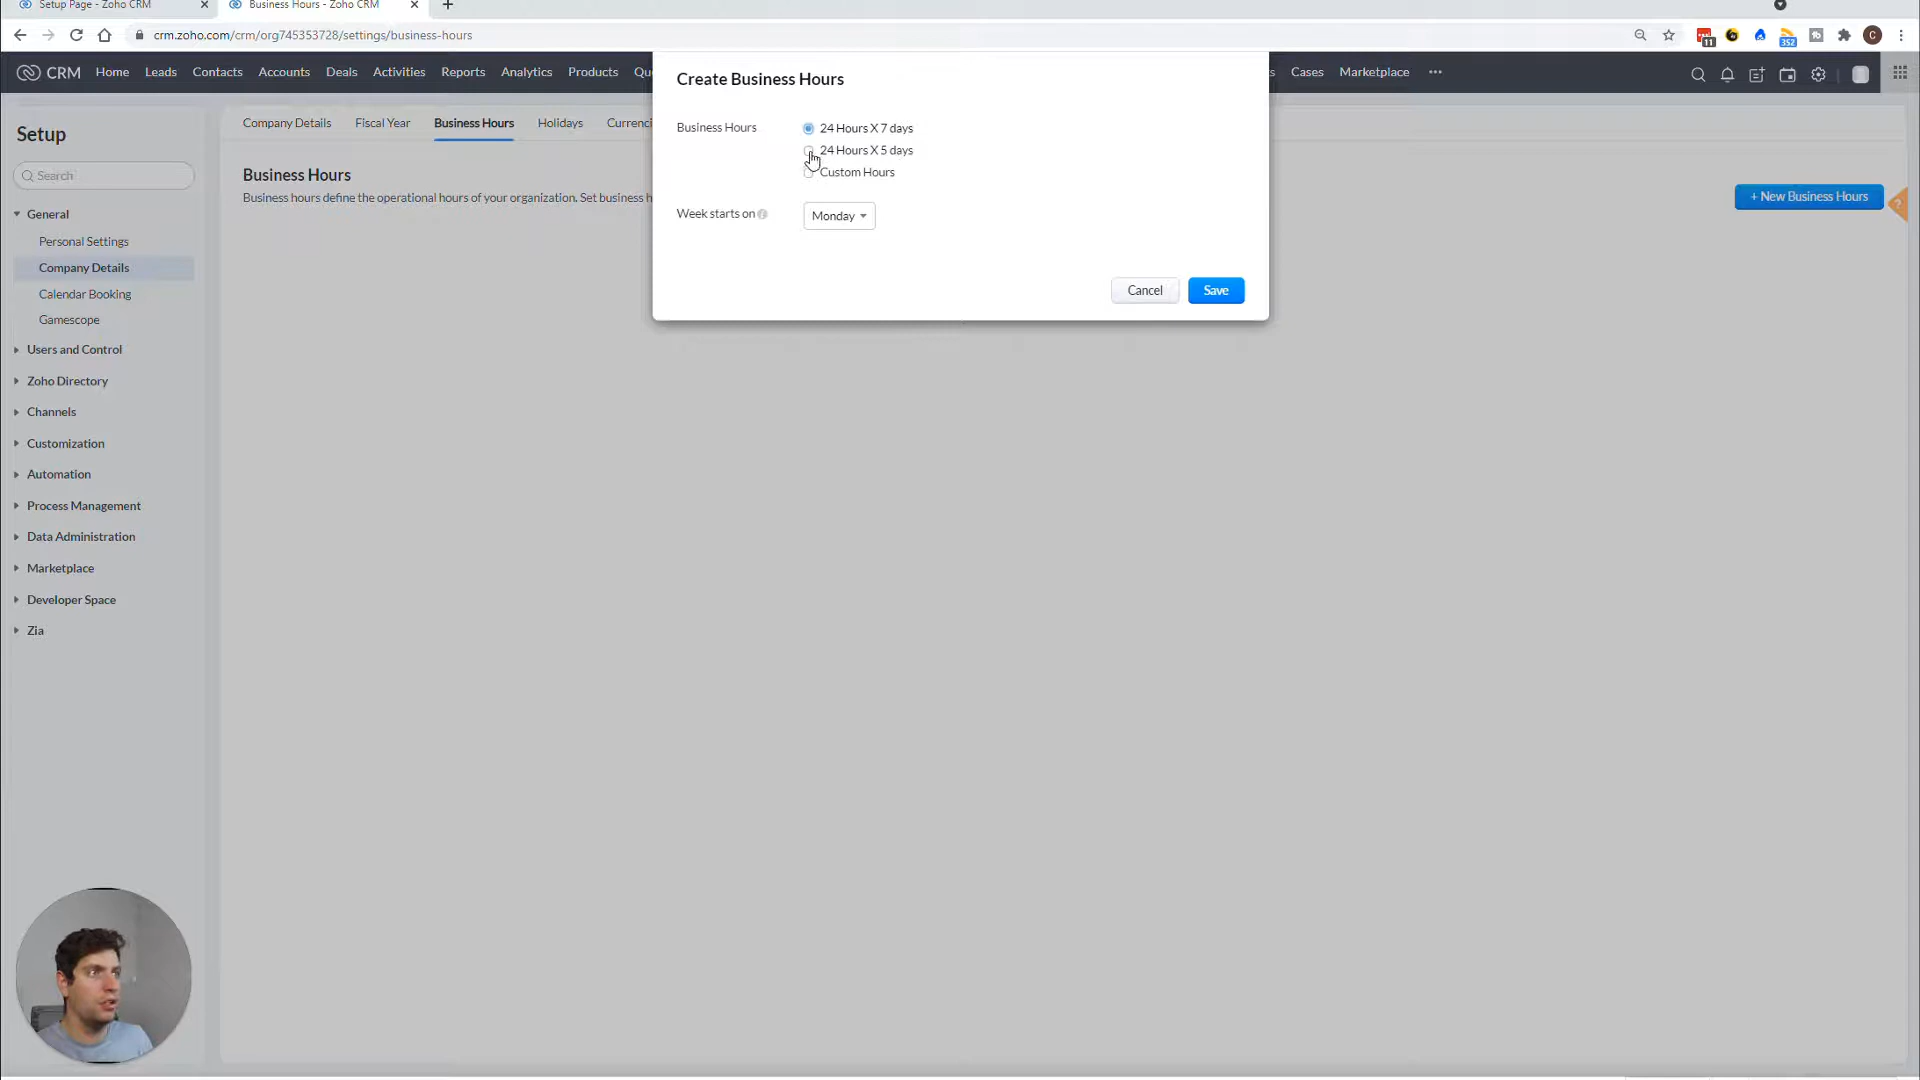 Setup Page - Zoho CRM
Business Hours - Zoho CRM
crm.zoho.com/crm/org745353728/settings/business-hours
11
352
C
CRM Home Leads Contacts Accounts Deals Activities Reports Analytics Products Cases Marketplace
Create Business Hours
Setup
Company Details Fiscal Year Business Hours Holidays
Business Hours
24 Hours X 7 days
24 Hours X 5 days
Custom Hours
Search
Business Hours
Business hours define the operational hours of your organization. Set business
+ New Business Hours
?
Week starts on
Monday
Cancel
Save
General
Personal Settings
Company Details
Calendar Booking
Gamescope
Users and Control
Zoho Directory
Channels
Customization
Automation
Process Management
Data Administration
Marketplace
Developer Space
Zia